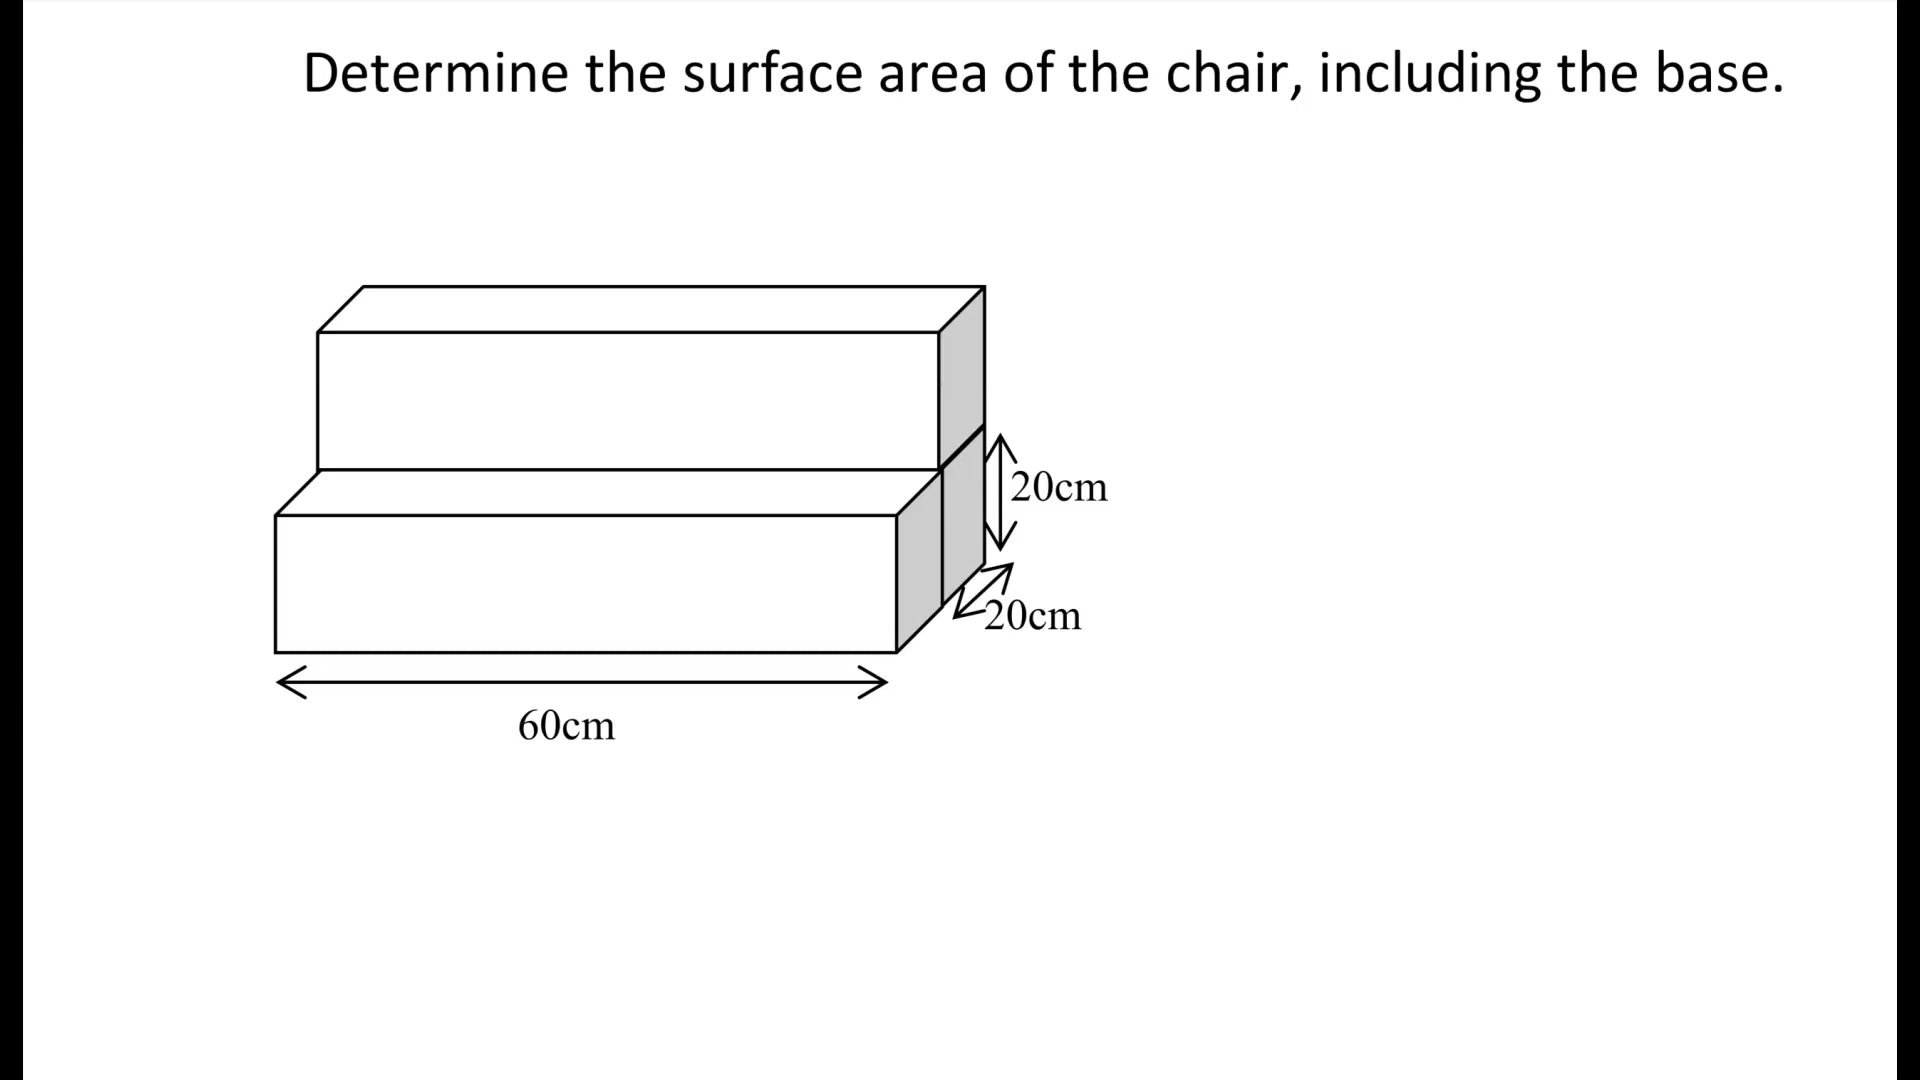 Determine the surface area of the chair, including the base.
20cm
20cm
60cm